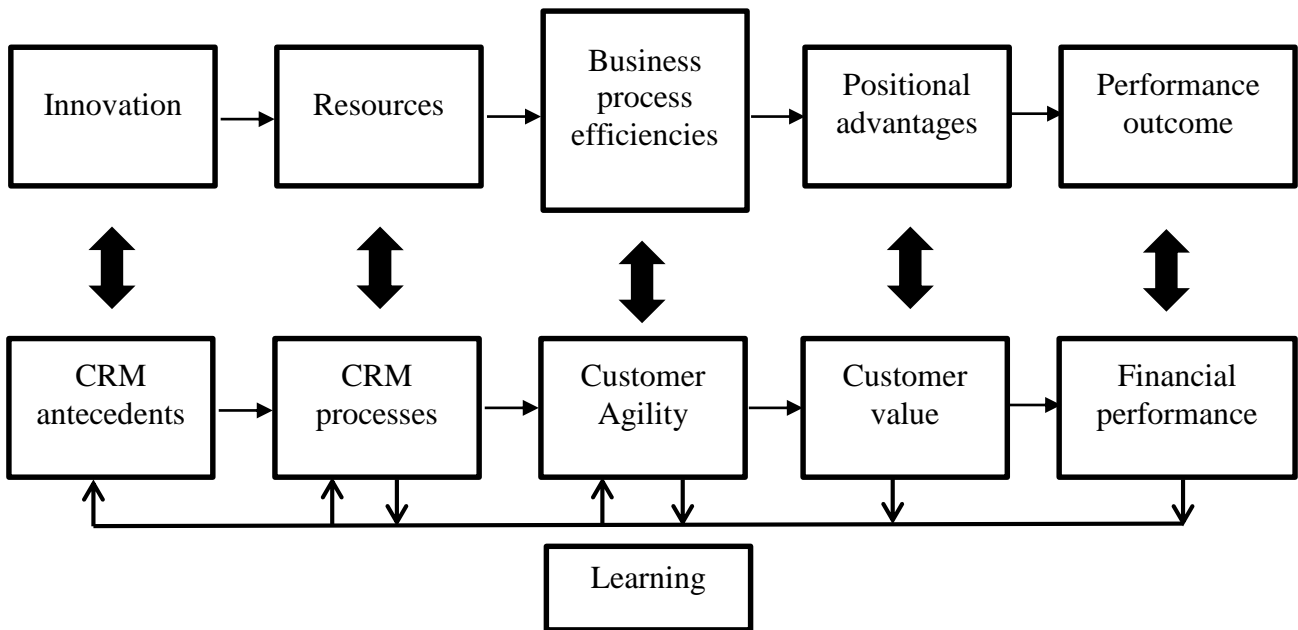 Innovation
Resources
Business
process
efficiencies
Positional
advantages
Performance
outcome
CRM
antecedents
CRM
processes
Customer
Agility
Customer
value
Financial
performance
Learning